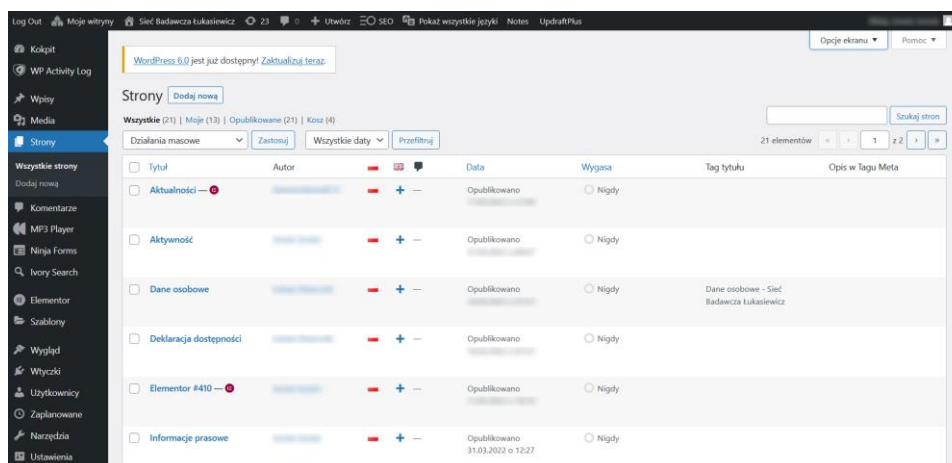 Log Out Moje witryny Sieć Badawcza Łukasiewicz 23 0 + Utwórz SEO Pokaż wszystkie języki Notes UpdraftPlus
Kokpit
WP Activity Log
Wpisy
Media
Strony
Wszystkie strony
Dodaj nową
Komentarze
MP3 Player
Ninja Forms
Ivory Search
Elementor
Szablony
Wygląd
Wtyczki
Użytkownicy
Zaplanowane
Narzędzia
Ustawienia
Opcje ekranu ▼ Pomoc ▼
WordPress 6.0 jest już dostępny! Zaktualizuj teraz.
Strony Dodaj nową
Wszystkie (21) | Moje (13) | Opublikowane (21) | Kosz (4)
Szukaj stron
Działania masowe Zastosuj Wszystkie daty Przefiltruj 21 elementów « ‹ 1 z 2 › »
Tytuł Autor Data Wygasa Tag tytułu Opis w Tagu Meta
Aktualności — + — Opublikowano Nigdy
Aktywność + — Opublikowano Nigdy
Dane osobowe + — Opublikowano Nigdy Dane osobowe - Sieć
Badawcza Łukasiewicz
Deklaracja dostępności + — Opublikowano Nigdy
Elementor #410 — + — Opublikowano Nigdy
Informacje prasowe + — Opublikowano Nigdy
31.03.2022 o 12:27